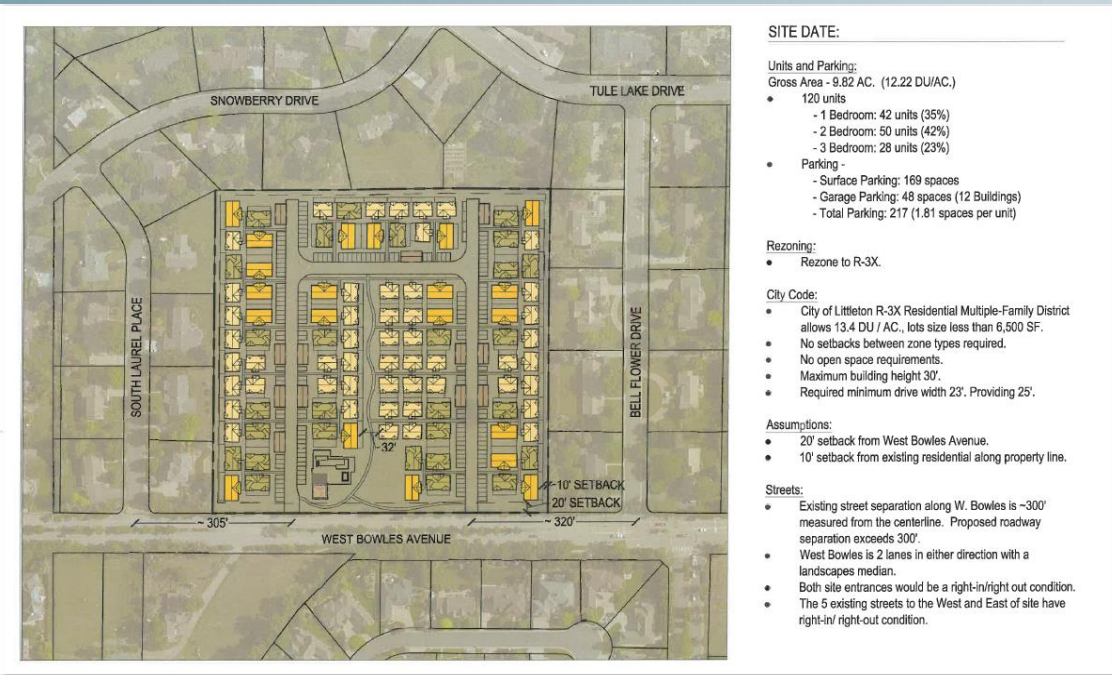 SITE DATE:
Units and Parking:
Gross Area - 9.82 AC. (12.22 DU/AC.)
• 120 units
- 1 Bedroom: 42 units (35%)
- 2 Bedroom: 50 units (42%)
- 3 Bedroom: 28 units (23%)
• Parking -
- Surface Parking: 169 spaces
- Garage Parking: 48 spaces (12 Buildings)
- Total Parking: 217 (1.81 spaces per unit)
Rezoning:
• Rezone to R-3X.
City Code:
• City of Littleton R-3X Residential Multiple-Family District
allows 13.4 DU / AC., lots size less than 6,500 SF.
• No setbacks between zone types required.
• No open space requirements.
• Maximum building height 30'.
• Required minimum drive width 23'. Providing 25'.
Assumptions:
• 20' setback from West Bowles Avenue.
• 10' setback from existing residential along property line.
Streets:
• Existing street separation along W. Bowles is ~300'
measured from the centerline. Proposed roadway
separation exceeds 300'.
• West Bowles is 2 lanes in either direction with a
landscapes median.
• Both site entrances would be a right-in/right out condition.
• The 5 existing streets to the West and East of site have
right-in/ right-out condition.
SNOWBERRY DRIVE
TULE LAKE DRIVE
SOUTH LAUREL PLACE
BELL FLOWER DRIVE
~32'
~10' SETBACK
20' SETBACK
~ 305'
~ 320'
WEST BOWLES AVENUE